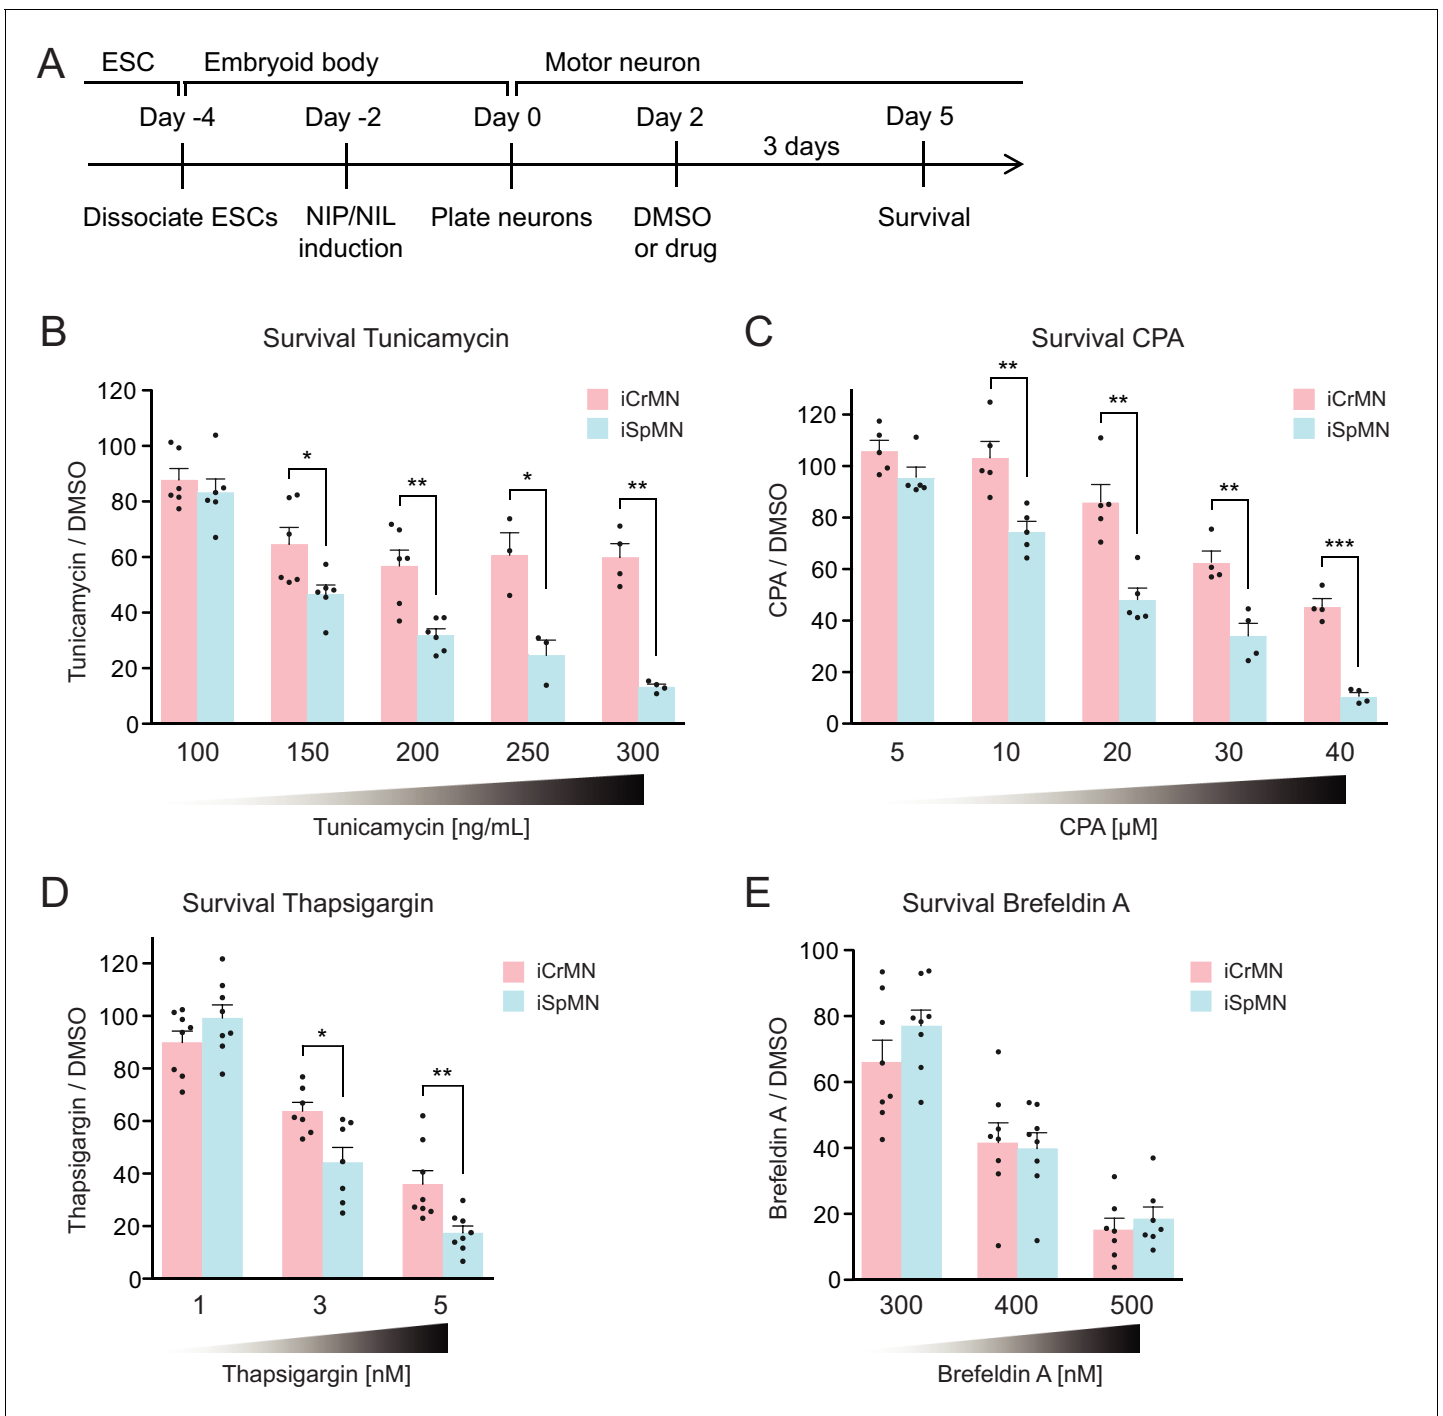 A
ESC
Embryoid body
Motor neuron
Day -4
Day -2
Day 0
Day 2
3 days
Day 5
Dissociate ESCs
NIP/NIL
induction
Plate neurons
DMSO
or drug
Survival
B
Survival Tunicamycin
iCrMN
iSpMN
Tunicamycin / DMSO
120
100
80
60
40
20
0
*
**
*
**
100 150 200 250 300
Tunicamycin [ng/mL]
C
Survival CPA
iCrMN
iSpMN
CPA / DMSO
120
100
80
60
40
20
0
**
**
**
***
5 10 20 30 40
CPA [µM]
D
Survival Thapsigargin
iCrMN
iSpMN
Thapsigargin / DMSO
120
100
80
60
40
20
0
*
**
1 3 5
Thapsigargin [nM]
E
Survival Brefeldin A
iCrMN
iSpMN
Brefeldin A / DMSO
100
80
60
40
20
0
300 400 500
Brefeldin A [nM]